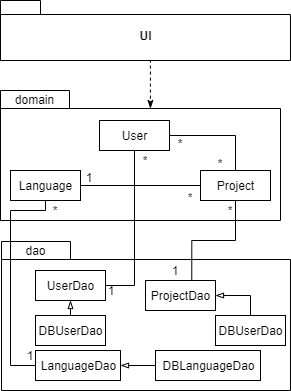 UI
domain
User
*
*
*
Language
1
Project
*
*
*
dao
1
UserDao
1
ProjectDao
DBUserDao
DBUserDao
1
LanguageDao
DBLanguageDao